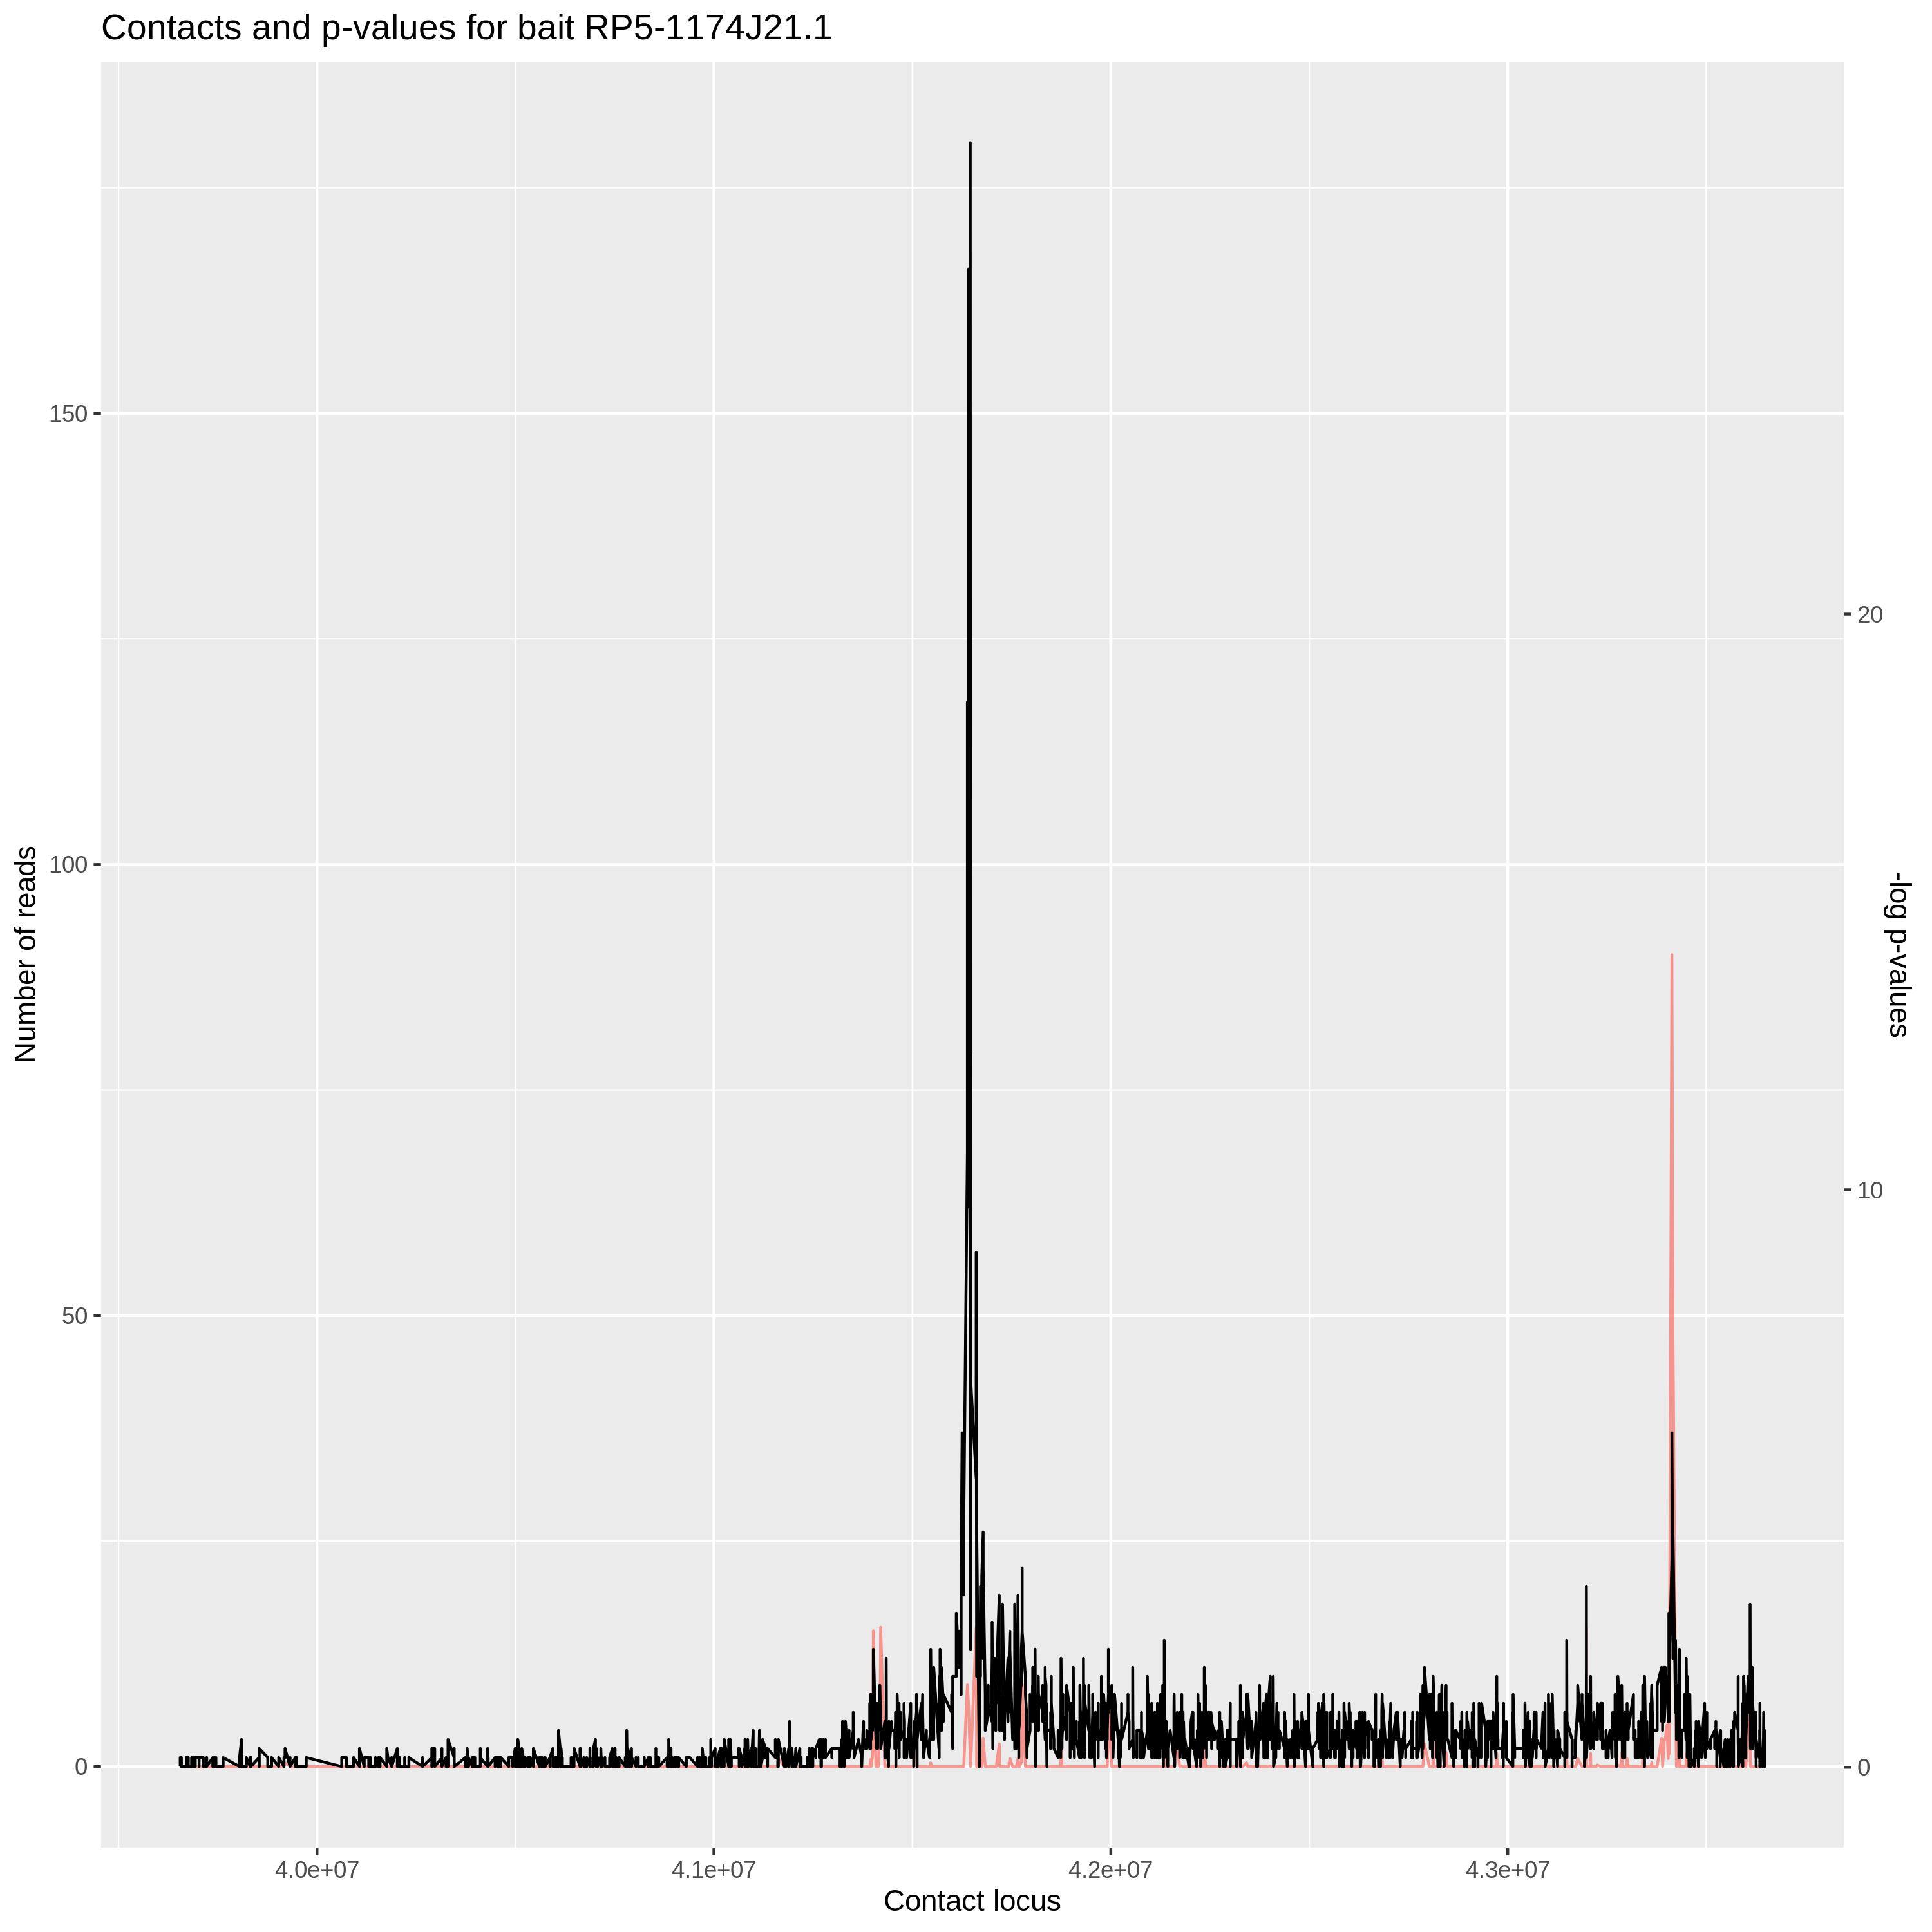 Contacts and p-values for bait RP5-1174J21.1
Number of reads
150
100
50
0
20
10
0
-log p-values
4.0e+07
4.1e+07
4.2e+07
4.3e+07
Contact locus